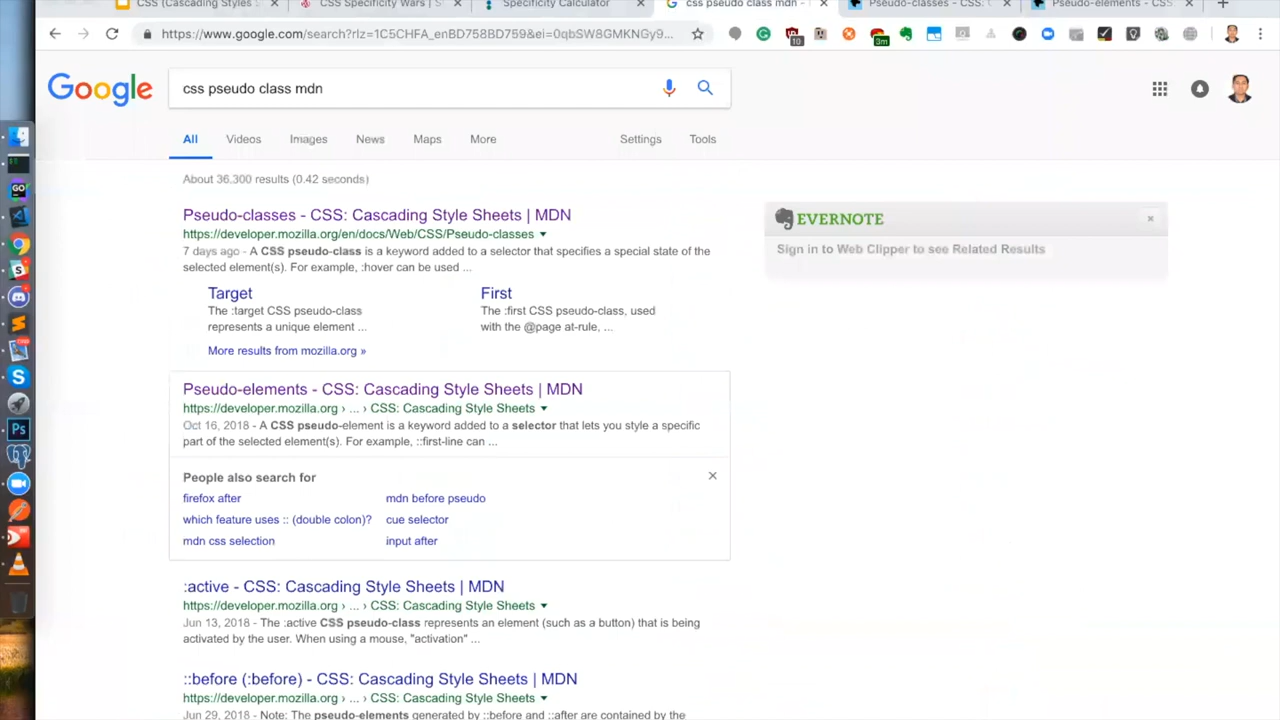 CSS (Cascading Styles
CSS Specificity Wars | S
Specificity Calculator
css pseudo class mdn -
Pseudo-classes - CSS: C
Pseudo-elements - CSS
https://www.google.com/search?rlz=1C5CHFA_enBD758BD759&ei=0qbSW8GMKNGy9...
10
3m
Google
css pseudo class mdn
All Videos Images News Maps More Settings Tools
About 36,300 results (0.42 seconds)
Pseudo-classes - CSS: Cascading Style Sheets | MDN
https://developer.mozilla.org/en/docs/Web/CSS/Pseudo-classes
7 days ago - A CSS pseudo-class is a keyword added to a selector that specifies a special state of the
selected element(s). For example, :hover can be used ...
Target
The :target CSS pseudo-class
represents a unique element ...
First
The :first CSS pseudo-class, used
with the @page at-rule, ...
More results from mozilla.org »
Pseudo-elements - CSS: Cascading Style Sheets | MDN
https://developer.mozilla.org › ... › CSS: Cascading Style Sheets
Oct 16, 2018 - A CSS pseudo-element is a keyword added to a selector that lets you style a specific
part of the selected element(s). For example, ::first-line can ...
People also search for
firefox after
mdn before pseudo
which feature uses :: (double colon)?
cue selector
mdn css selection
input after
:active - CSS: Cascading Style Sheets | MDN
https://developer.mozilla.org › ... › CSS: Cascading Style Sheets
Jun 13, 2018 - The :active CSS pseudo-class represents an element (such as a button) that is being
activated by the user. When using a mouse, "activation" ...
::before (:before) - CSS: Cascading Style Sheets | MDN
https://developer.mozilla.org › ... › CSS: Cascading Style Sheets
Jun 29, 2018 - Note: The pseudo-elements generated by ::before and ::after are contained by the
EVERNOTE
Sign in to Web Clipper to see Related Results
GO
Ps